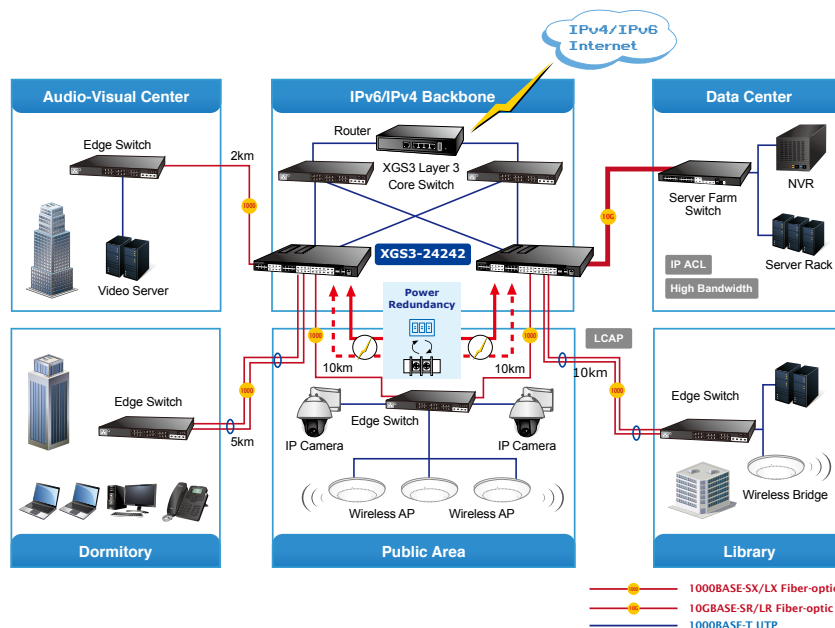 IPv4/IPv6
Internet
Audio-Visual Center
IPv6/IPv4 Backbone
Data Center
Edge Switch
2km
1000
Video Server
Router
XGS3 Layer 3
Core Switch
XGS3-24242
10G
Server Farm
Switch
NVR
Server Rack
IP ACL
High Bandwidth
Power
Redundancy
1000
1000
10km
10km
LCAP
10km
1000
1000
5km
Edge Switch
Dormitory
IP Camera
Edge Switch
IP Camera
Wireless AP
Wireless AP
Public Area
Edge Switch
Wireless Bridge
Library
1000
1000BASE-SX/LX Fiber-optic
10G
10GBASE-SR/LR Fiber-optic
1000BASE-T UTP